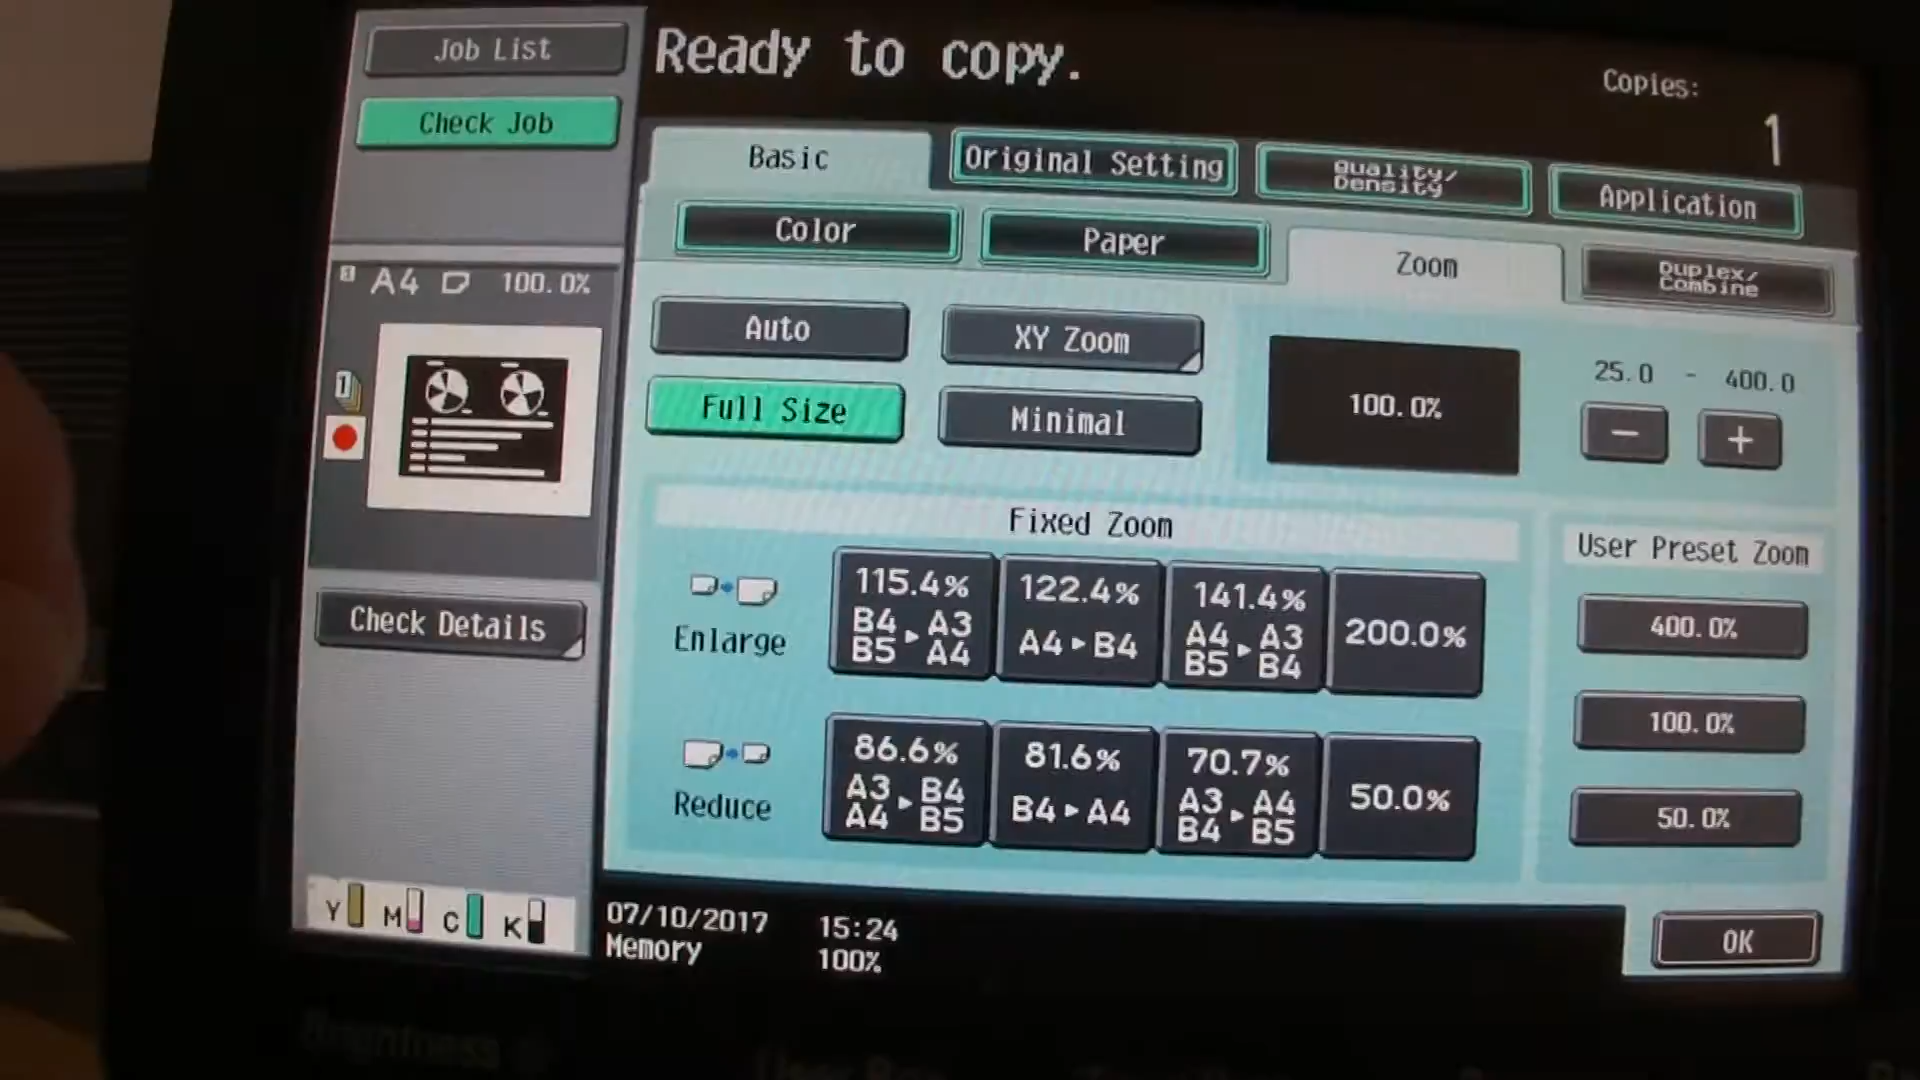 Job List
Check Job
Ready to copy.
Copies:
1
Basic
Original Setting
Quality/
Density
Application
Color
Paper
Zoom
Duplex/
Combine
A4 100.0%
1
Auto
XY Zoom
Full Size
Minimal
100.0%
25.0 - 400.0
−
+
Fixed Zoom
User Preset Zoom
Enlarge
115.4%
B4 ▸ A3
B5 ▸ A4
122.4%
A4 ▸ B4
141.4%
A4 ▸ A3
B5 ▸ B4
200.0%
400.0%
Check Details
Reduce
86.6%
A3 ▸ B4
A4 ▸ B5
81.6%
B4 ▸ A4
70.7%
A3 ▸ A4
B4 ▸ B5
50.0%
100.0%
50.0%
Y M C K
07/10/2017 15:24
Memory 100%
OK
Brightness